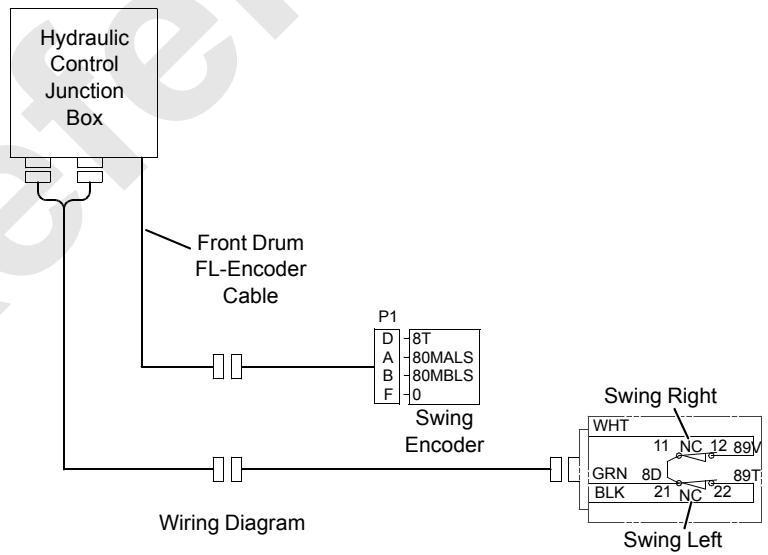 Hydraulic
Control
Junction
Box
Front Drum
FL-Encoder
Cable
P1
D 8T
A 80MALS
B 80MBLS
F 0
Swing
Encoder
Swing Right
WHT
11 NC 12 89V
GRN 8D 89T
BLK 21 NC 22
Swing Left
Wiring Diagram